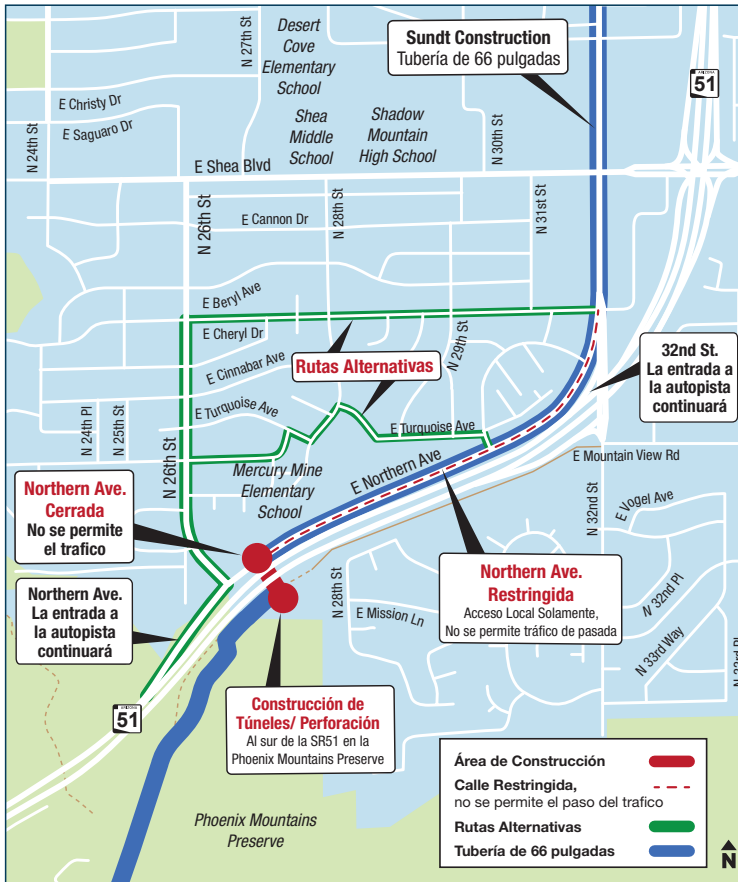 Desert
Cove
Elementary
School
N 27th St
Sundt Construction
Tubería de 66 pulgadas
ARIZONA
51
E Christy Dr
E Saguaro Dr
N 24th St
Shea
Middle
School
Shadow
Mountain
High School
N 30th St
E Shea Blvd
N 26th St
E Cannon Dr
N 28th St
N 31st St
E Beryl Ave
E Cheryl Dr
E Cinnabar Ave
Rutas Alternativas
N 29th St
32nd St.
La entrada a
la autopista
continuará
N 24th Pl
N 25th St
E Turquoise Ave
E Turquoise Ave
N 26th St
Mercury Mine
Elementary
School
E Northern Ave
E Mountain View Rd
Northern Ave.
Cerrada
No se permite
el trafico
N 32nd St
E Vogel Ave
Northern Ave.
La entrada a
la autopista
continuará
N 28th St
E Mission Ln
Northern Ave.
Restringida
Acceso Local Solamente,
No se permite tráfico de pasada
N 32nd Pl
N 33rd Way
N 33rd Pl
ARIZONA
51
Construcción de
Túneles/ Perforación
Al sur de la SR51 en la
Phoenix Mountains Preserve
Phoenix Mountains
Preserve
Área de Construcción
Calle Restringida,
no se permite el paso del trafico
Rutas Alternativas
Tubería de 66 pulgadas
N